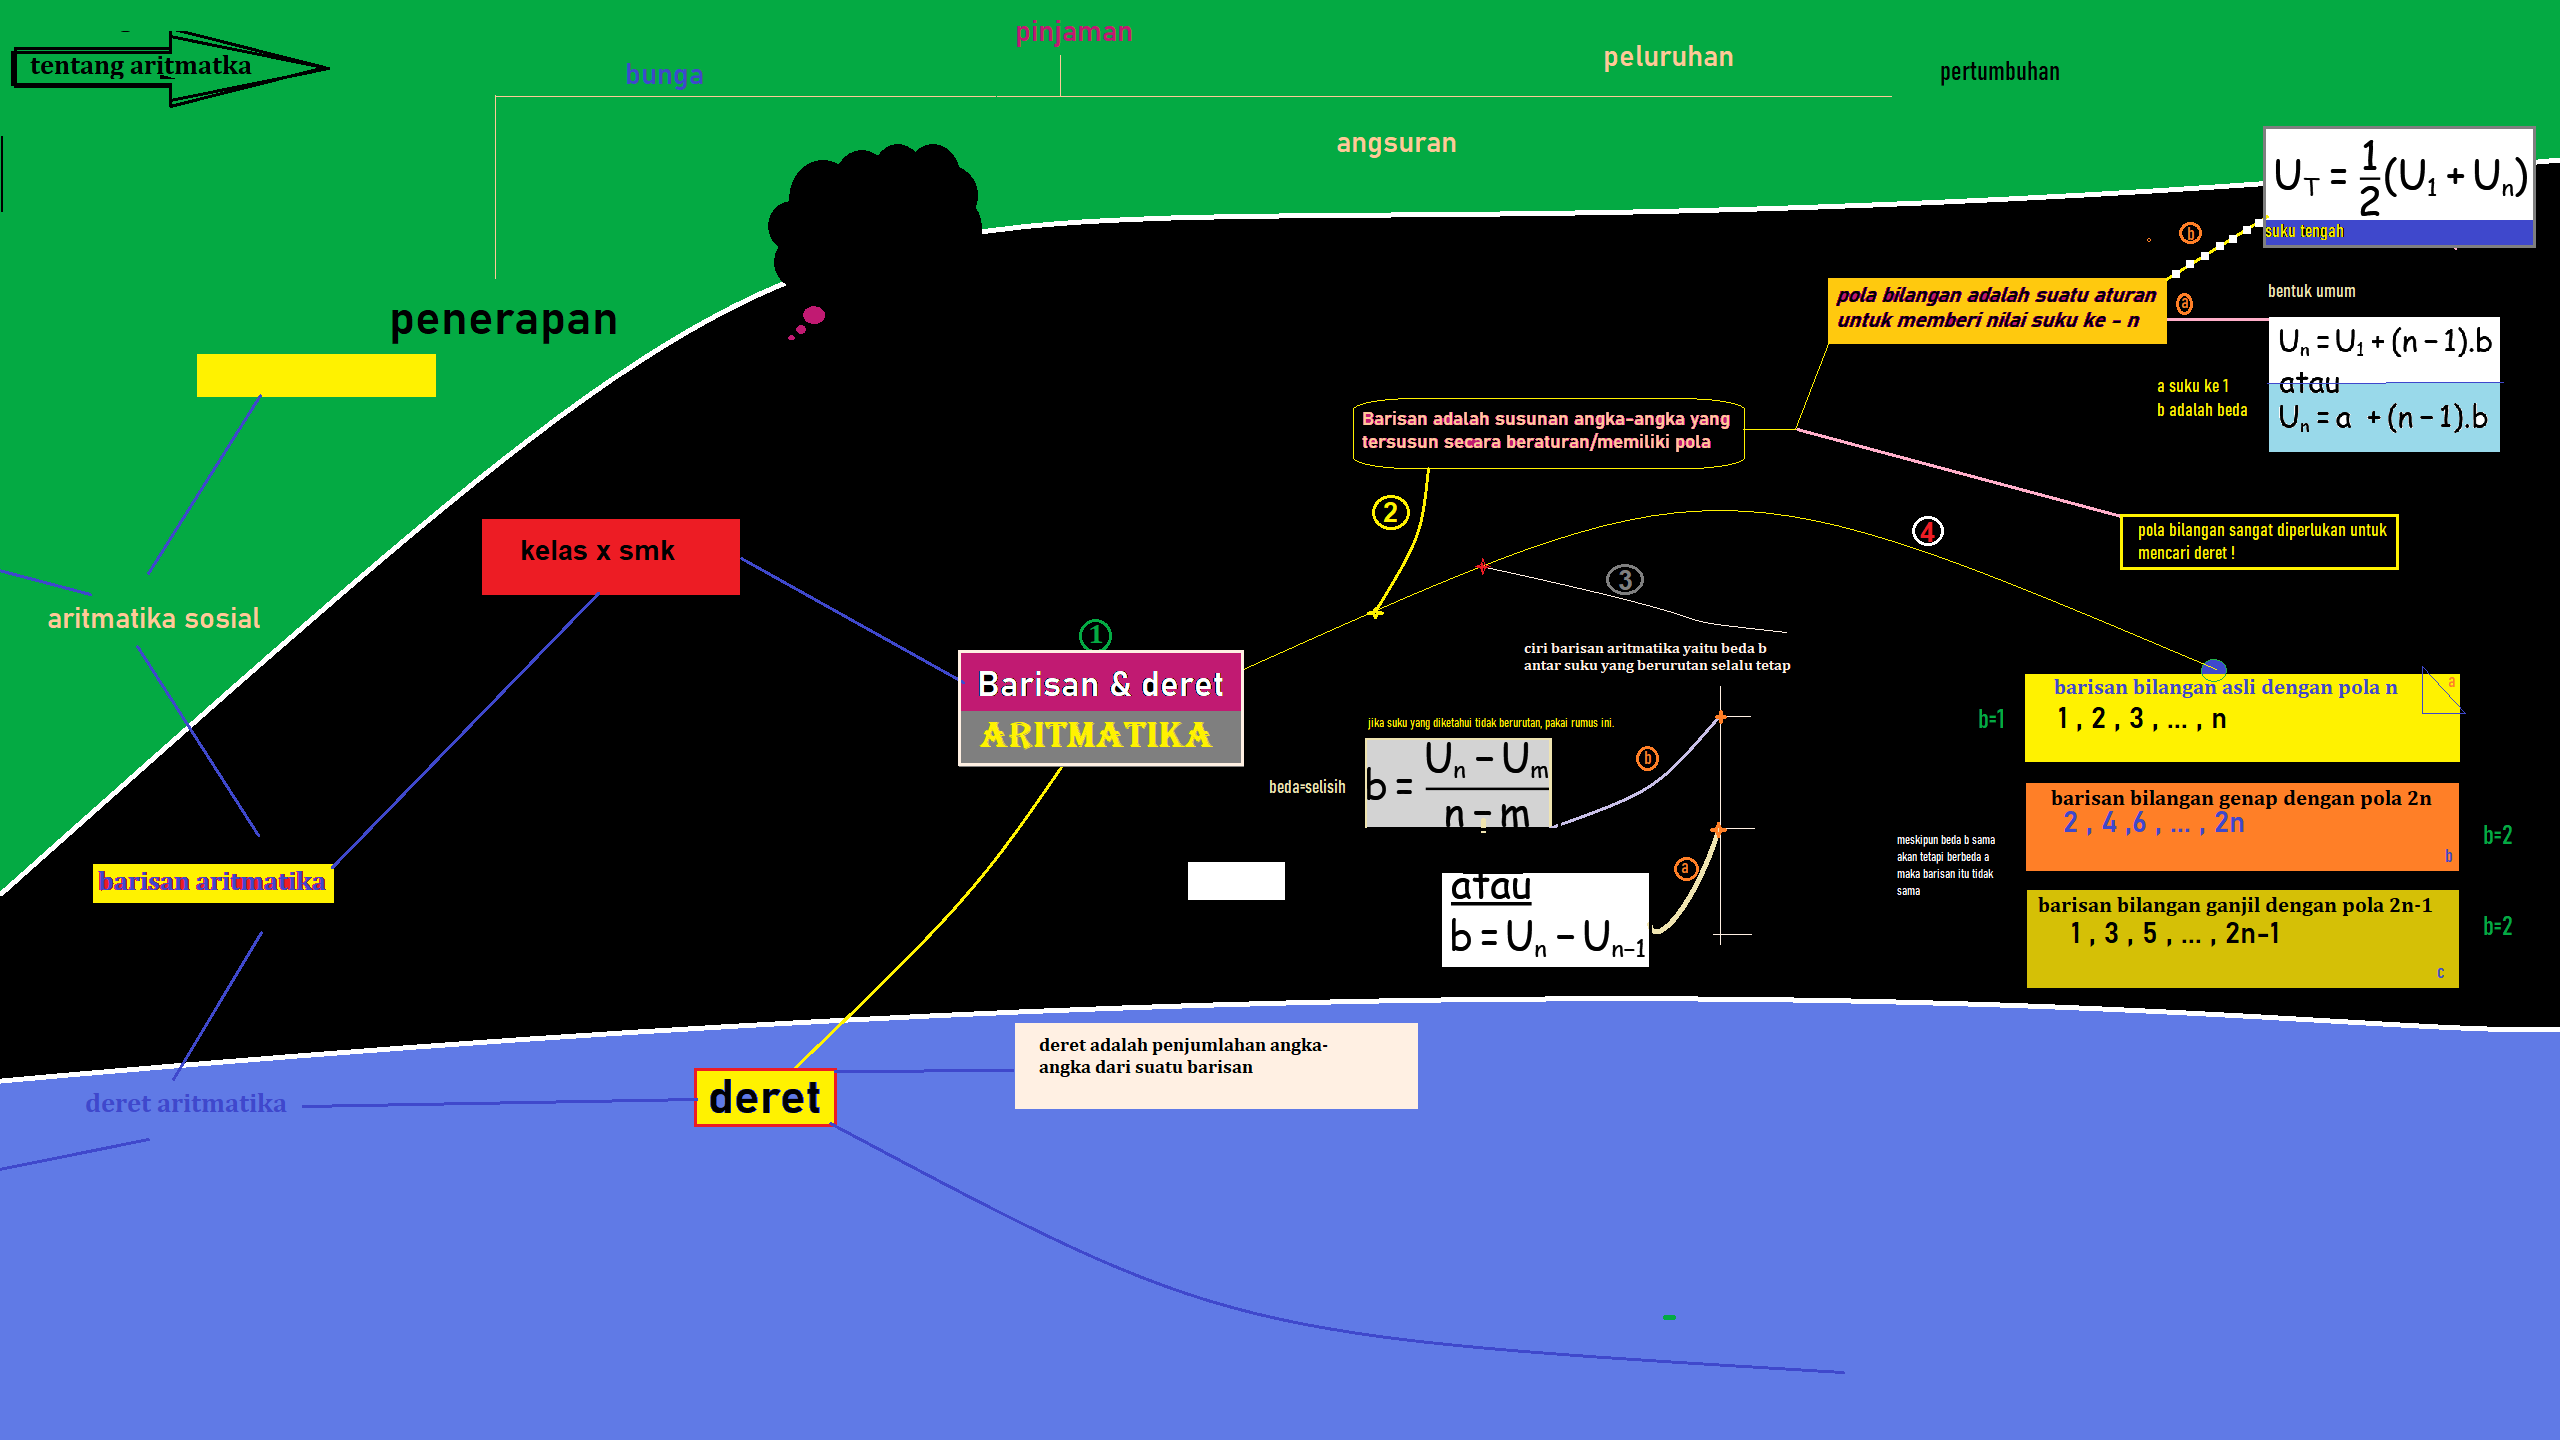 tentang aritmatka
pinjaman
bunga
peluruhan
pertumbuhan
angsuran
penerapan
U_T = 1/2(U_1 + U_n)
suku tengah
b
a
pola bilangan adalah suatu aturan
untuk memberi nilai suku ke - n
bentuk umum
U_n = U_1 + (n - 1).b
atau
U_n = a + (n - 1).b
a suku ke 1
b adalah beda
Barisan adalah susunan angka-angka yang
tersusun secara beraturan/memiliki pola
2
4
pola bilangan sangat diperlukan untuk
mencari deret !
kelas x smk
3
aritmatika sosial
1
Barisan & deret
ARITMATIKA
ciri barisan aritmatika yaitu beda b
antar suku yang berurutan selalu tetap
jika suku yang diketahui tidak berurutan, pakai rumus ini.
beda=selisih
b = (U_n - U_m)/(n - m)
b
atau
b = U_n - U_{n-1}
a
b=1
barisan bilangan asli dengan pola n
1 , 2 , 3 , ... , n
a
barisan bilangan genap dengan pola 2n
2 , 4 ,6 , ... , 2n
b
b=2
meskipun beda b sama
akan tetapi berbeda a
maka barisan itu tidak
sama
barisan bilangan ganjil dengan pola 2n-1
1 , 3 , 5 , ... , 2n-1
c
b=2
barisan aritmatika
deret aritmatika
deret
deret adalah penjumlahan angka-
angka dari suatu barisan